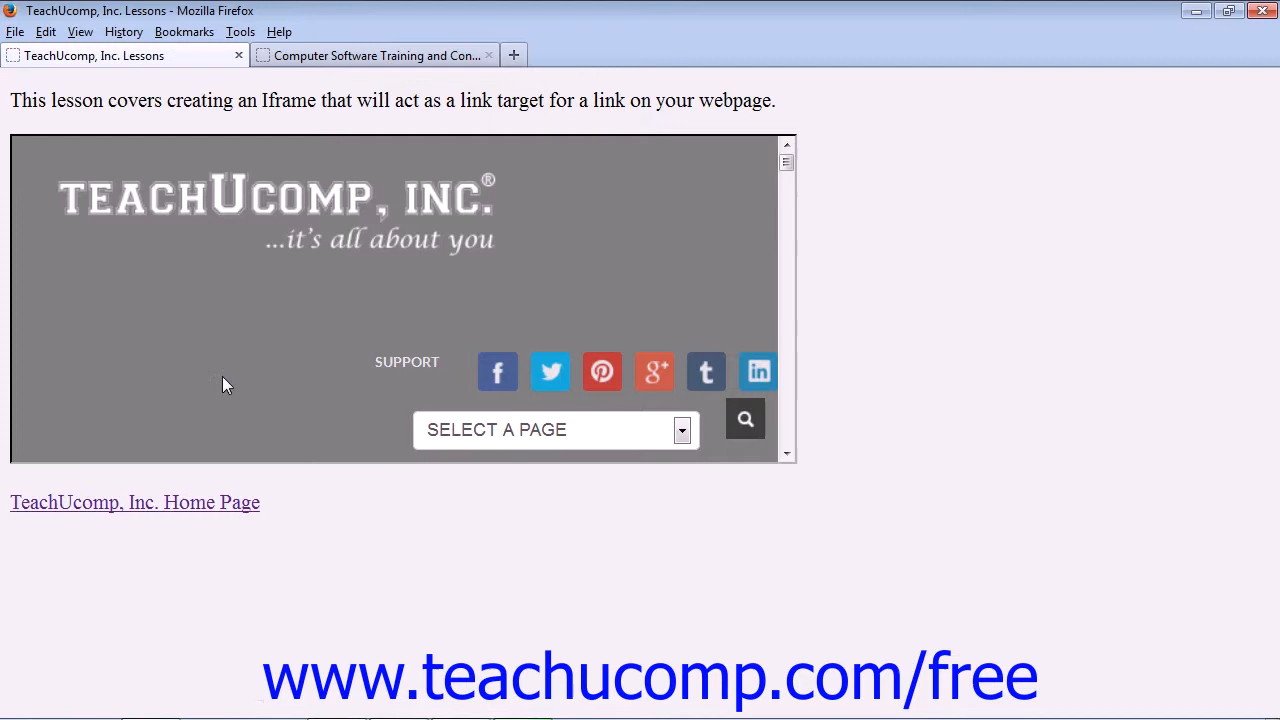 TeachUcomp, Inc. Lessons - Mozilla Firefox
File Edit View History Bookmarks Tools Help
TeachUcomp, Inc. Lessons Computer Software Training and Con...
This lesson covers creating an Iframe that will act as a link target for a link on your webpage.
TEACHUCOMP, INC.®
...it's all about you
SUPPORT
SELECT A PAGE
TeachUcomp, Inc. Home Page
www.teachucomp.com/free